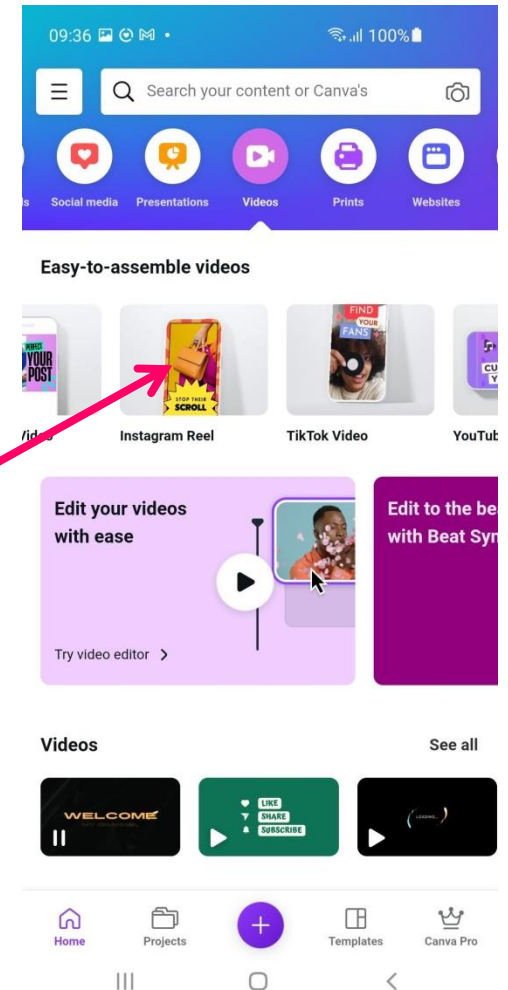 09:36
100%
Search your content or Canva's
Social media
Presentations
Videos
Prints
Websites
Easy-to-assemble videos
PERFECT
YOUR
POST
STOP THEIR
SCROLL
FIND
YOUR
FANS
CU
Y
Instagram Reel
TikTok Video
YouTub
Edit your videos
with ease
Try video editor >
Edit to the be
with Beat Syn
Videos
See all
WELCOME
LIKE
SHARE
SUBSCRIBE
LOADING..
Home
Projects
Templates
Canva Pro